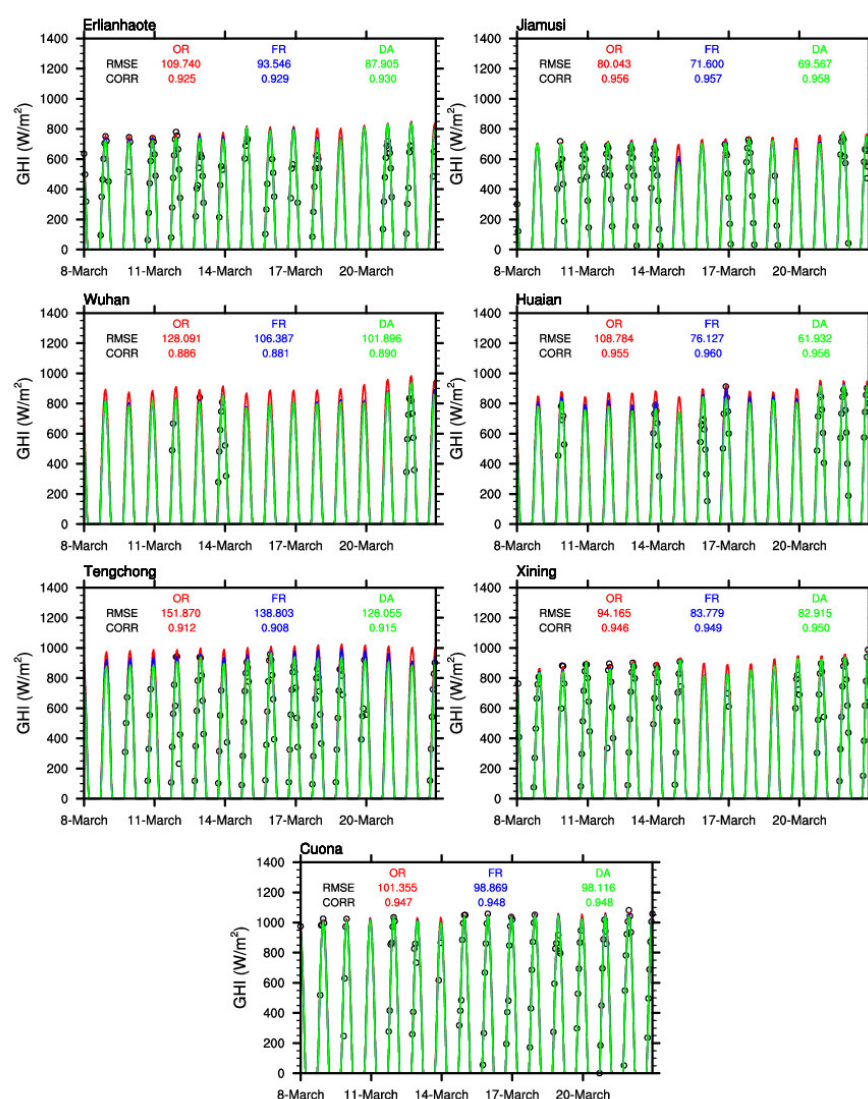 Erlianhaote
OR FR DA
RMSE 109.740 93.546 87.905
CORR 0.925 0.929 0.930
GHI (W/m²)
1400
1200
1000
800
600
400
200
0
8-March 11-March 14-March 17-March 20-March
Jiamusi
OR FR DA
RMSE 80.043 71.600 69.567
CORR 0.956 0.957 0.958
GHI (W/m²)
1400
1200
1000
800
600
400
200
0
8-March 11-March 14-March 17-March 20-March
Wuhan
OR FR DA
RMSE 128.091 106.387 101.896
CORR 0.886 0.881 0.890
GHI (W/m²)
1400
1200
1000
800
600
400
200
0
8-March 11-March 14-March 17-March 20-March
Huaian
OR FR DA
RMSE 108.784 76.127 61.932
CORR 0.955 0.960 0.956
GHI (W/m²)
1400
1200
1000
800
600
400
200
0
8-March 11-March 14-March 17-March 20-March
Tengchong
OR FR DA
RMSE 151.870 138.803 126.055
CORR 0.912 0.908 0.915
GHI (W/m²)
1400
1200
1000
800
600
400
200
0
8-March 11-March 14-March 17-March 20-March
Xining
OR FR DA
RMSE 94.165 83.779 82.915
CORR 0.946 0.949 0.950
GHI (W/m²)
1400
1200
1000
800
600
400
200
0
8-March 11-March 14-March 17-March 20-March
Cuona
OR FR DA
RMSE 101.355 98.869 98.116
CORR 0.947 0.948 0.948
GHI (W/m²)
1400
1200
1000
800
600
400
200
0
8-March 11-March 14-March 17-March 20-March